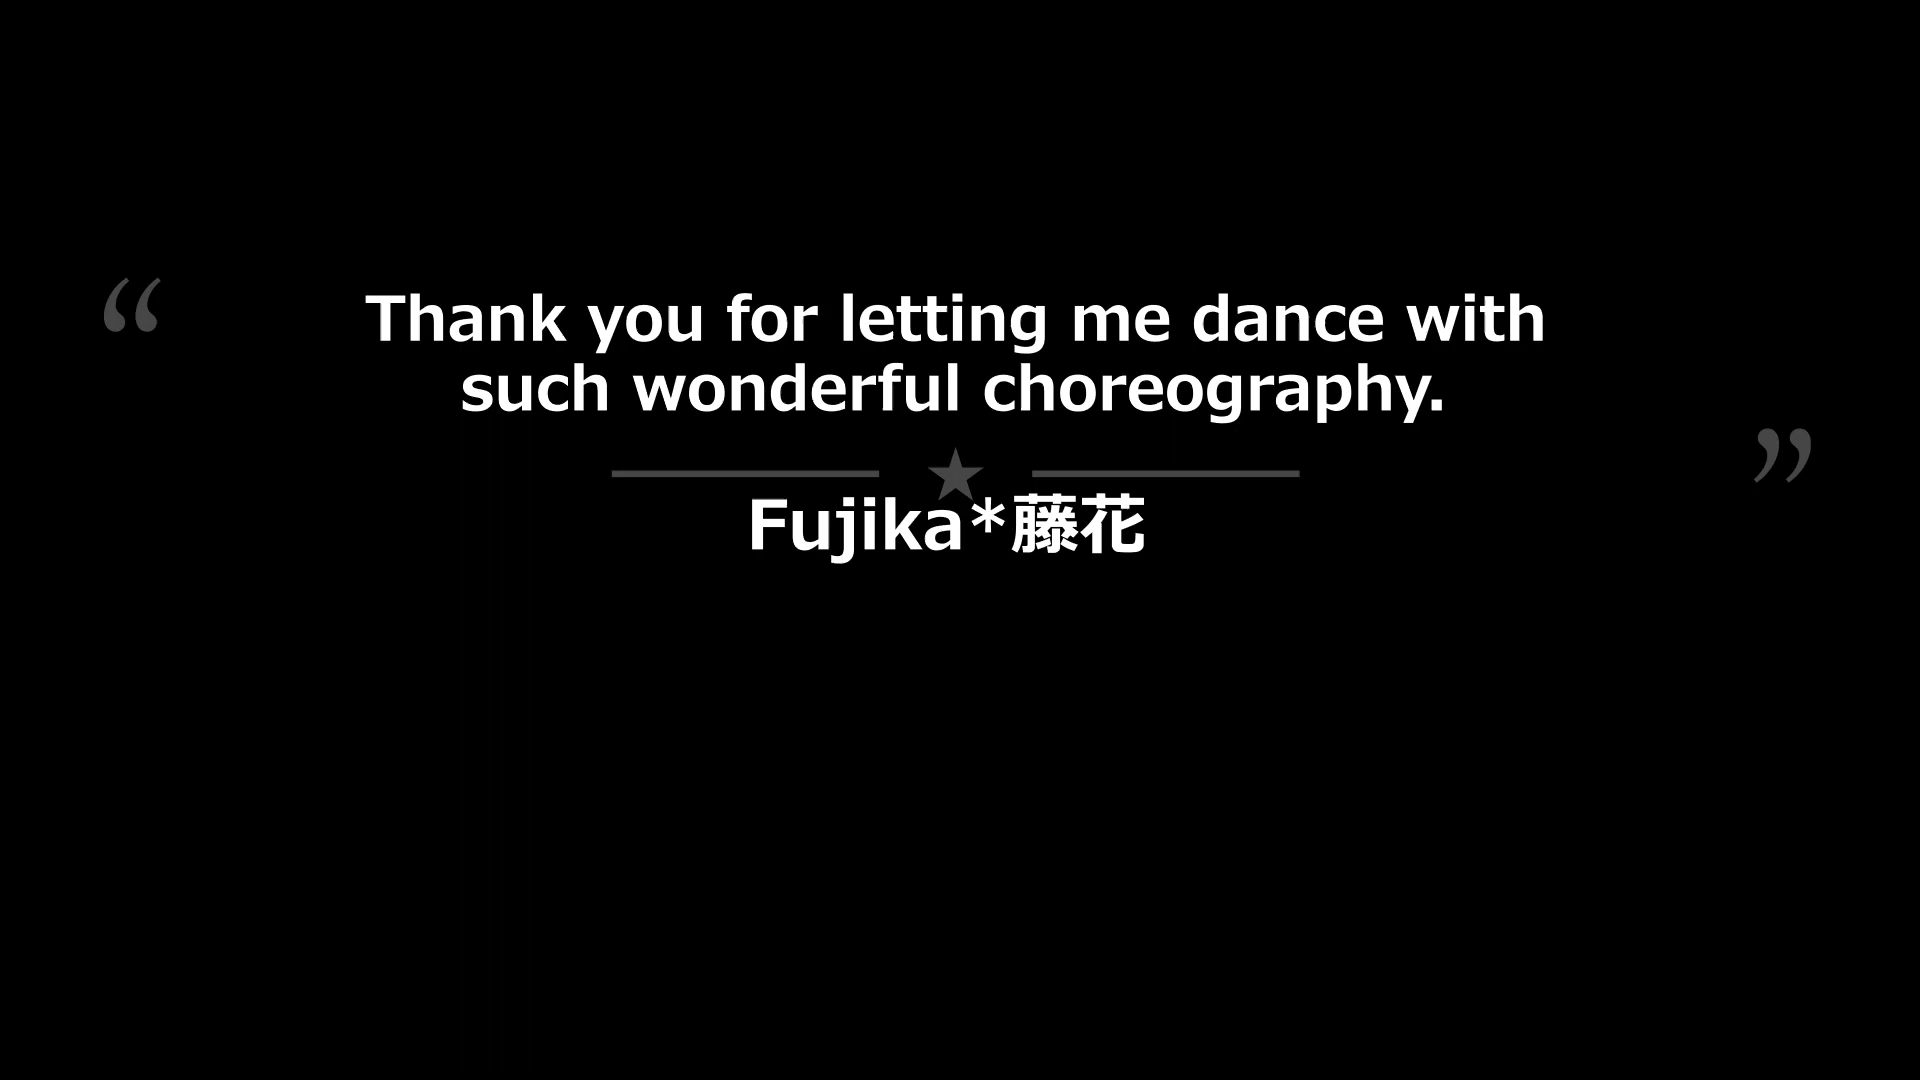 “
Thank you for letting me dance with
such wonderful choreography.
”
★
Fujika*藤花